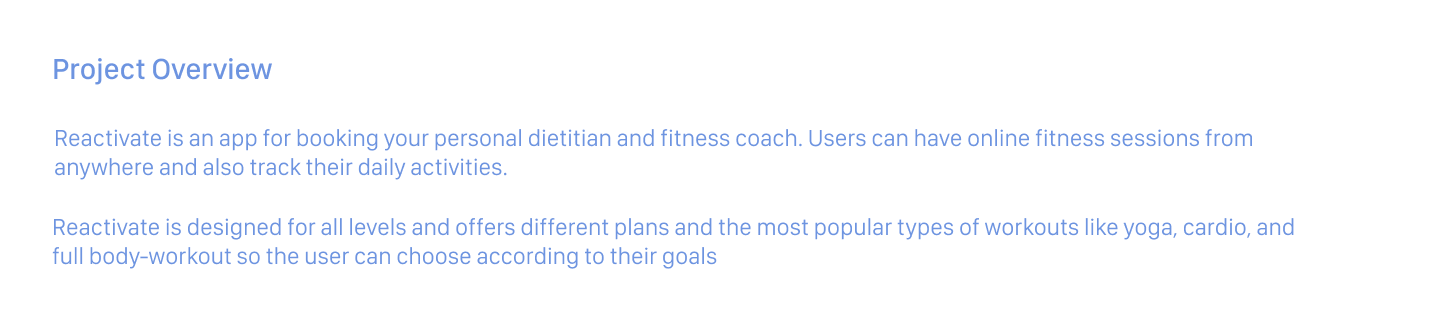 Project Overview
Reactivate is an app for booking your personal dietitian and fitness coach. Users can have online fitness sessions from
anywhere and also track their daily activities.
Reactivate is designed for all levels and offers different plans and the most popular types of workouts like yoga, cardio, and
full body-workout so the user can choose according to their goals